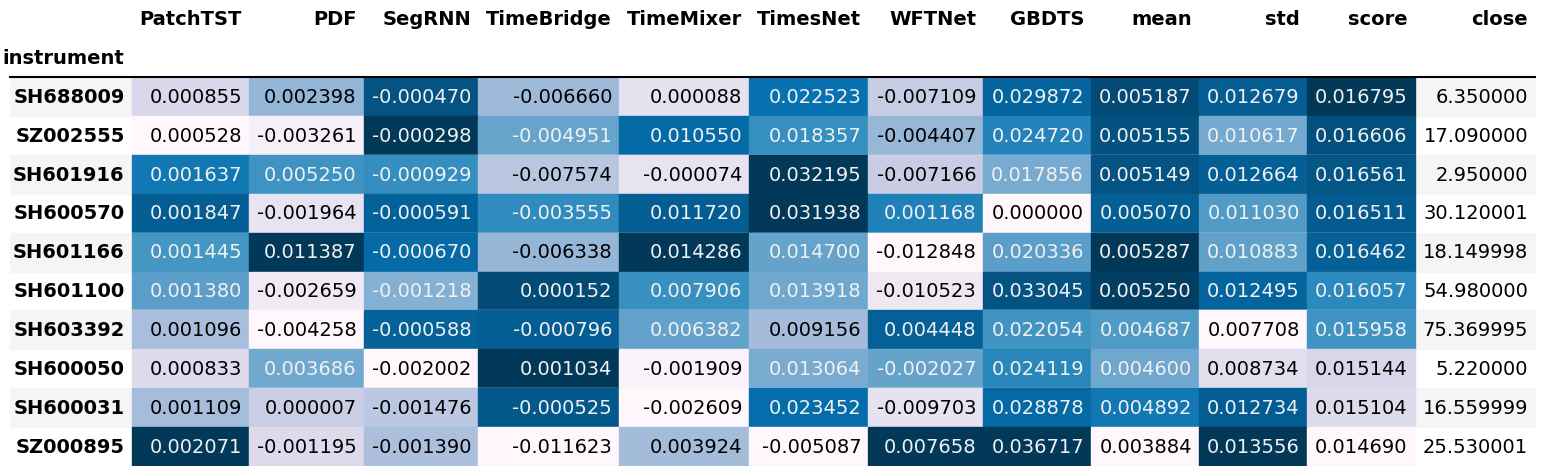 PatchTST PDF SegRNN TimeBridge TimeMixer TimesNet WFTNet GBDTS mean std score close
instrument
SH688009 0.000855 0.002398 -0.000470 -0.006660 0.000088 0.022523 -0.007109 0.029872 0.005187 0.012679 0.016795 6.350000
SZ002555 0.000528 -0.003261 -0.000298 -0.004951 0.010550 0.018357 -0.004407 0.024720 0.005155 0.010617 0.016606 17.090000
SH601916 0.001637 0.005250 -0.000929 -0.007574 -0.000074 0.032195 -0.007166 0.017856 0.005149 0.012664 0.016561 2.950000
SH600570 0.001847 -0.001964 -0.000591 -0.003555 0.011720 0.031938 0.001168 0.000000 0.005070 0.011030 0.016511 30.120001
SH601166 0.001445 0.011387 -0.000670 -0.006338 0.014286 0.014700 -0.012848 0.020336 0.005287 0.010883 0.016462 18.149998
SH601100 0.001380 -0.002659 -0.001218 0.000152 0.007906 0.013918 -0.010523 0.033045 0.005250 0.012495 0.016057 54.980000
SH603392 0.001096 -0.004258 -0.000588 -0.000796 0.006382 0.009156 0.004448 0.022054 0.004687 0.007708 0.015958 75.369995
SH600050 0.000833 0.003686 -0.002002 0.001034 -0.001909 0.013064 -0.002027 0.024119 0.004600 0.008734 0.015144 5.220000
SH600031 0.001109 0.000007 -0.001476 -0.000525 -0.002609 0.023452 -0.009703 0.028878 0.004892 0.012734 0.015104 16.559999
SZ000895 0.002071 -0.001195 -0.001390 -0.011623 0.003924 -0.005087 0.007658 0.036717 0.003884 0.013556 0.014690 25.530001